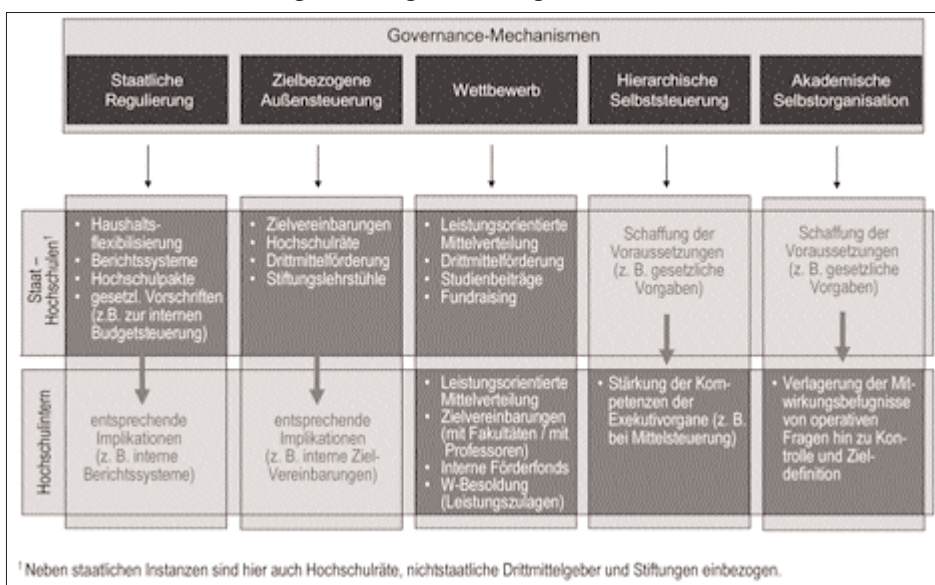 Governance-Mechanismen
Staatliche
Regulierung
Zielbezogene
Außensteuerung
Wettbewerb
Hierarchische
Selbststeuerung
Akademische
Selbstorganisation
Staat –
Hochschulen¹
• Haushalts-
flexibilisierung
• Berichtssysteme
• Hochschulpakte
• gesetzl. Vorschriften
(z.B. zur internen
Budgetsteuerung)
• Zielvereinbarungen
• Hochschulräte
• Drittmittelförderung
• Stiftungslehrstühle
• Leistungsorientierte
Mittelverteilung
• Drittmittelförderung
• Studienbeiträge
• Fundraising
Schaffung der
Voraussetzungen
(z. B. gesetzliche
Vorgaben)
Schaffung der
Voraussetzungen
(z. B. gesetzliche
Vorgaben)
Hochschulintern
entsprechende
Implikationen
(z. B. interne
Berichtssysteme)
entsprechende
Implikationen
(z. B. interne Ziel-
Vereinbarungen)
• Leistungsorientierte
Mittelverteilung
• Zielvereinbarungen
(mit Fakultäten / mit
Professoren)
• Interne Förderfonds
• W-Besoldung
(Leistungszulagen)
• Stärkung der Kom-
petenzen der
Exekutivorgane (z. B.
bei Mittelsteuerung)
• Verlagerung der Mit-
wirkungsbefugnisse
von operativen
Fragen hin zu Kon-
trolle und Ziel-
definition
¹ Neben staatlichen Instanzen sind hier auch Hochschulräte, nichtstaatliche Drittmittelgeber und Stiftungen einbezogen.